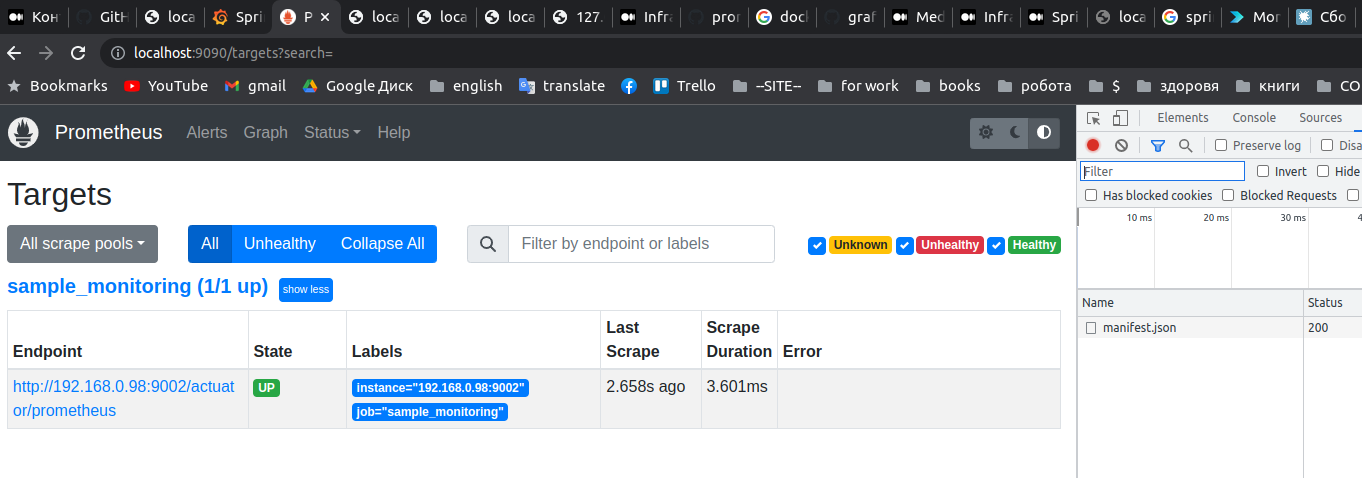 Кон GitH loca Spri P loca loca loca 127. Infra pror doc graf Med Infra Spri loca spri Mor Сбо
localhost:9090/targets?search=
Bookmarks YouTube gmail Google Диск english translate Trello --SITE-- for work books робота $ здоровя книги CO
Prometheus Alerts Graph Status Help
Targets
All scrape pools All Unhealthy Collapse All Filter by endpoint or labels Unknown Unhealthy Healthy
sample_monitoring (1/1 up) show less
Endpoint State Labels Last Scrape Scrape Duration Error
http://192.168.0.98:9002/actuat
or/prometheus
UP
instance="192.168.0.98:9002"
job="sample_monitoring"
2.658s ago 3.601ms
Elements Console Sources
Preserve log Disa
Filter Invert Hide
Has blocked cookies Blocked Requests
10 ms 20 ms 30 ms 4
Name Status
manifest.json 200